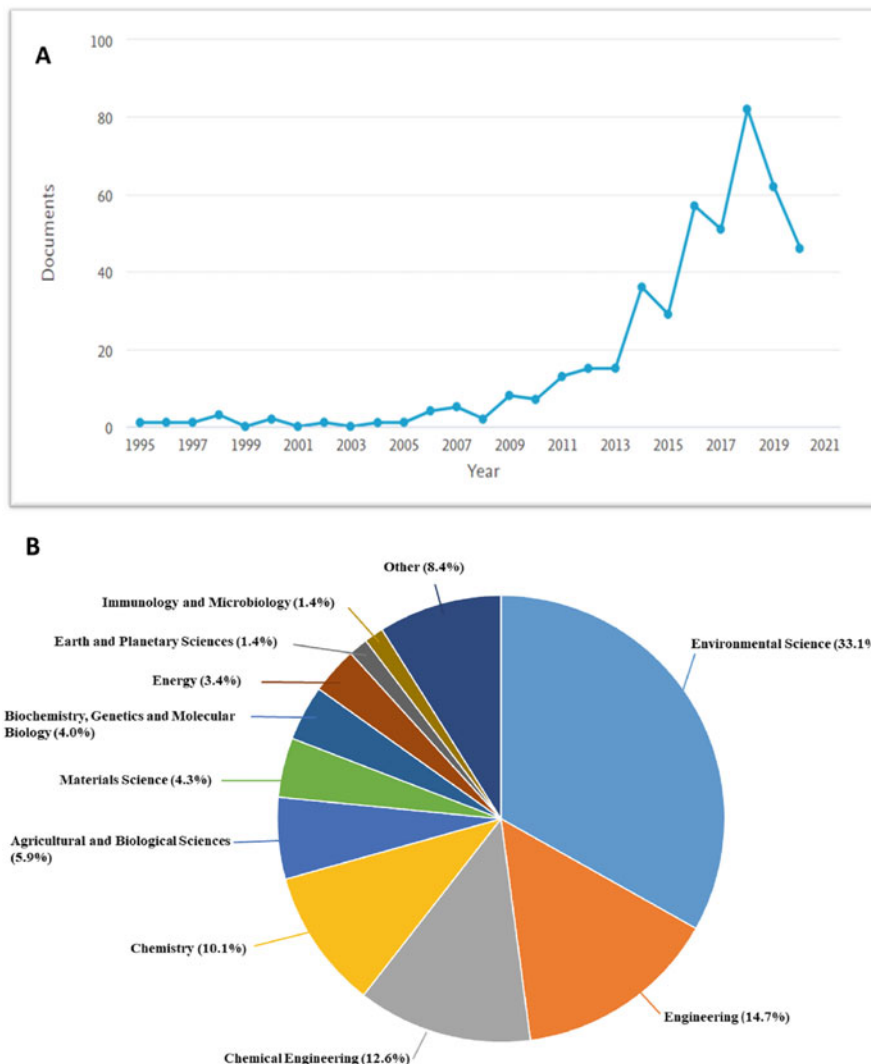 A
100
80
60
40
20
0
Documents
1995 1997 1999 2001 2003 2005 2007 2009 2011 2013 2015 2017 2019 2021
Year
B
Other (8.4%)
Immunology and Microbiology (1.4%)
Earth and Planetary Sciences (1.4%)
Energy (3.4%)
Biochemistry, Genetics and Molecular
Biology (4.0%)
Materials Science (4.3%)
Agricultural and Biological Sciences
(5.9%)
Chemistry (10.1%)
Chemical Engineering (12.6%)
Engineering (14.7%)
Environmental Science (33.1%